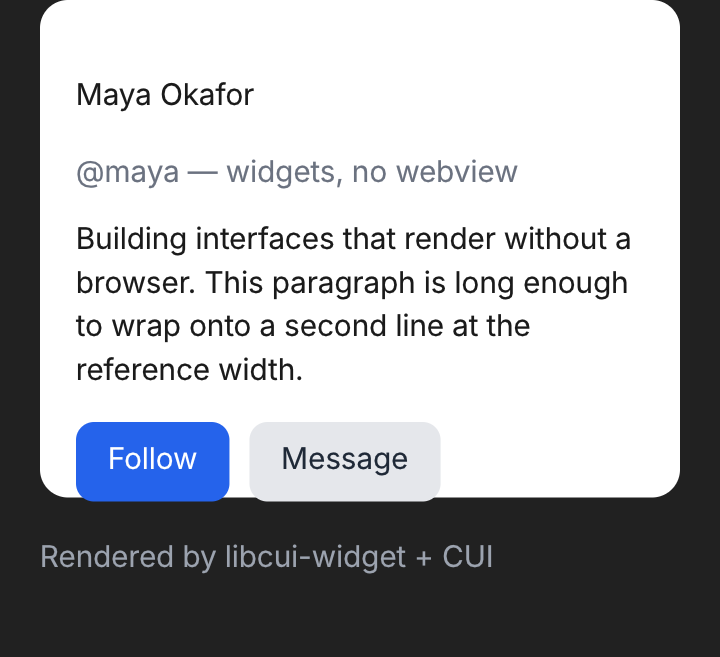 Maya Okafor
@maya — widgets, no webview
Building interfaces that render without a
browser. This paragraph is long enough
to wrap onto a second line at the
reference width.
Follow Message
Rendered by libcui-widget + CUI